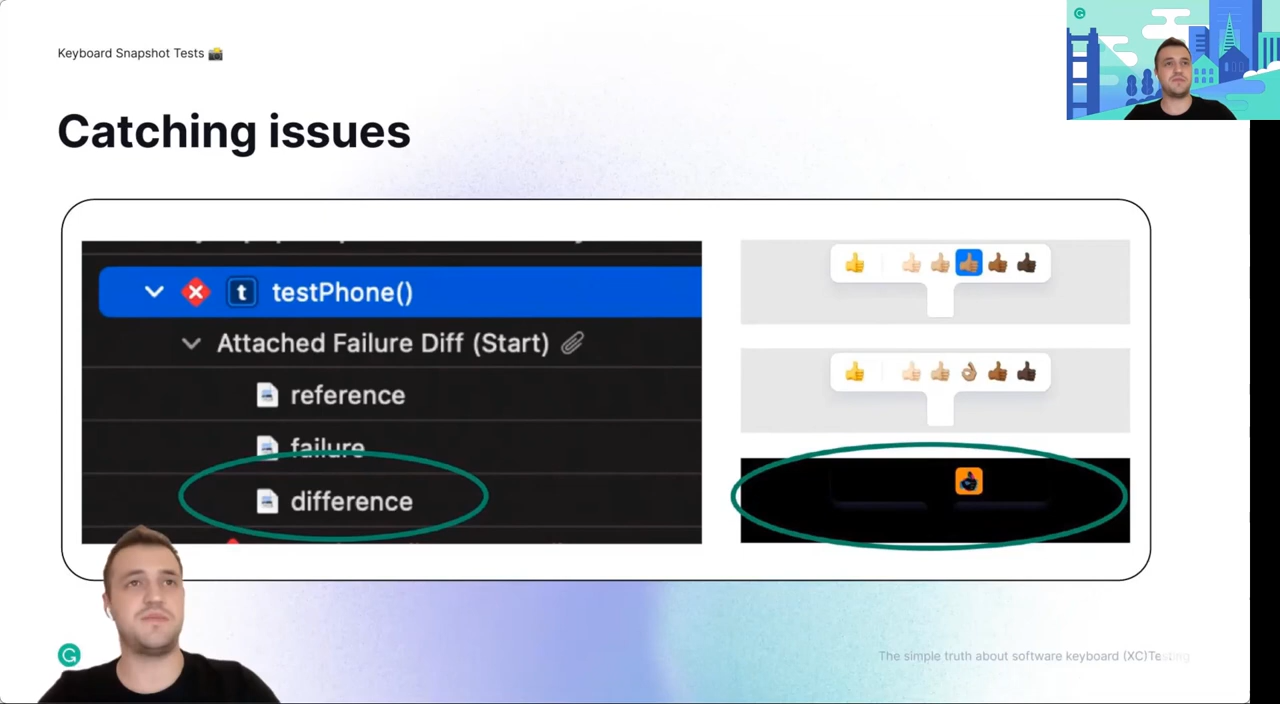 Keyboard Snapshot Tests 📸
Catching issues
t testPhone()
Attached Failure Diff (Start)
reference
failure
difference
The simple truth about software keyboard (XC)Testing